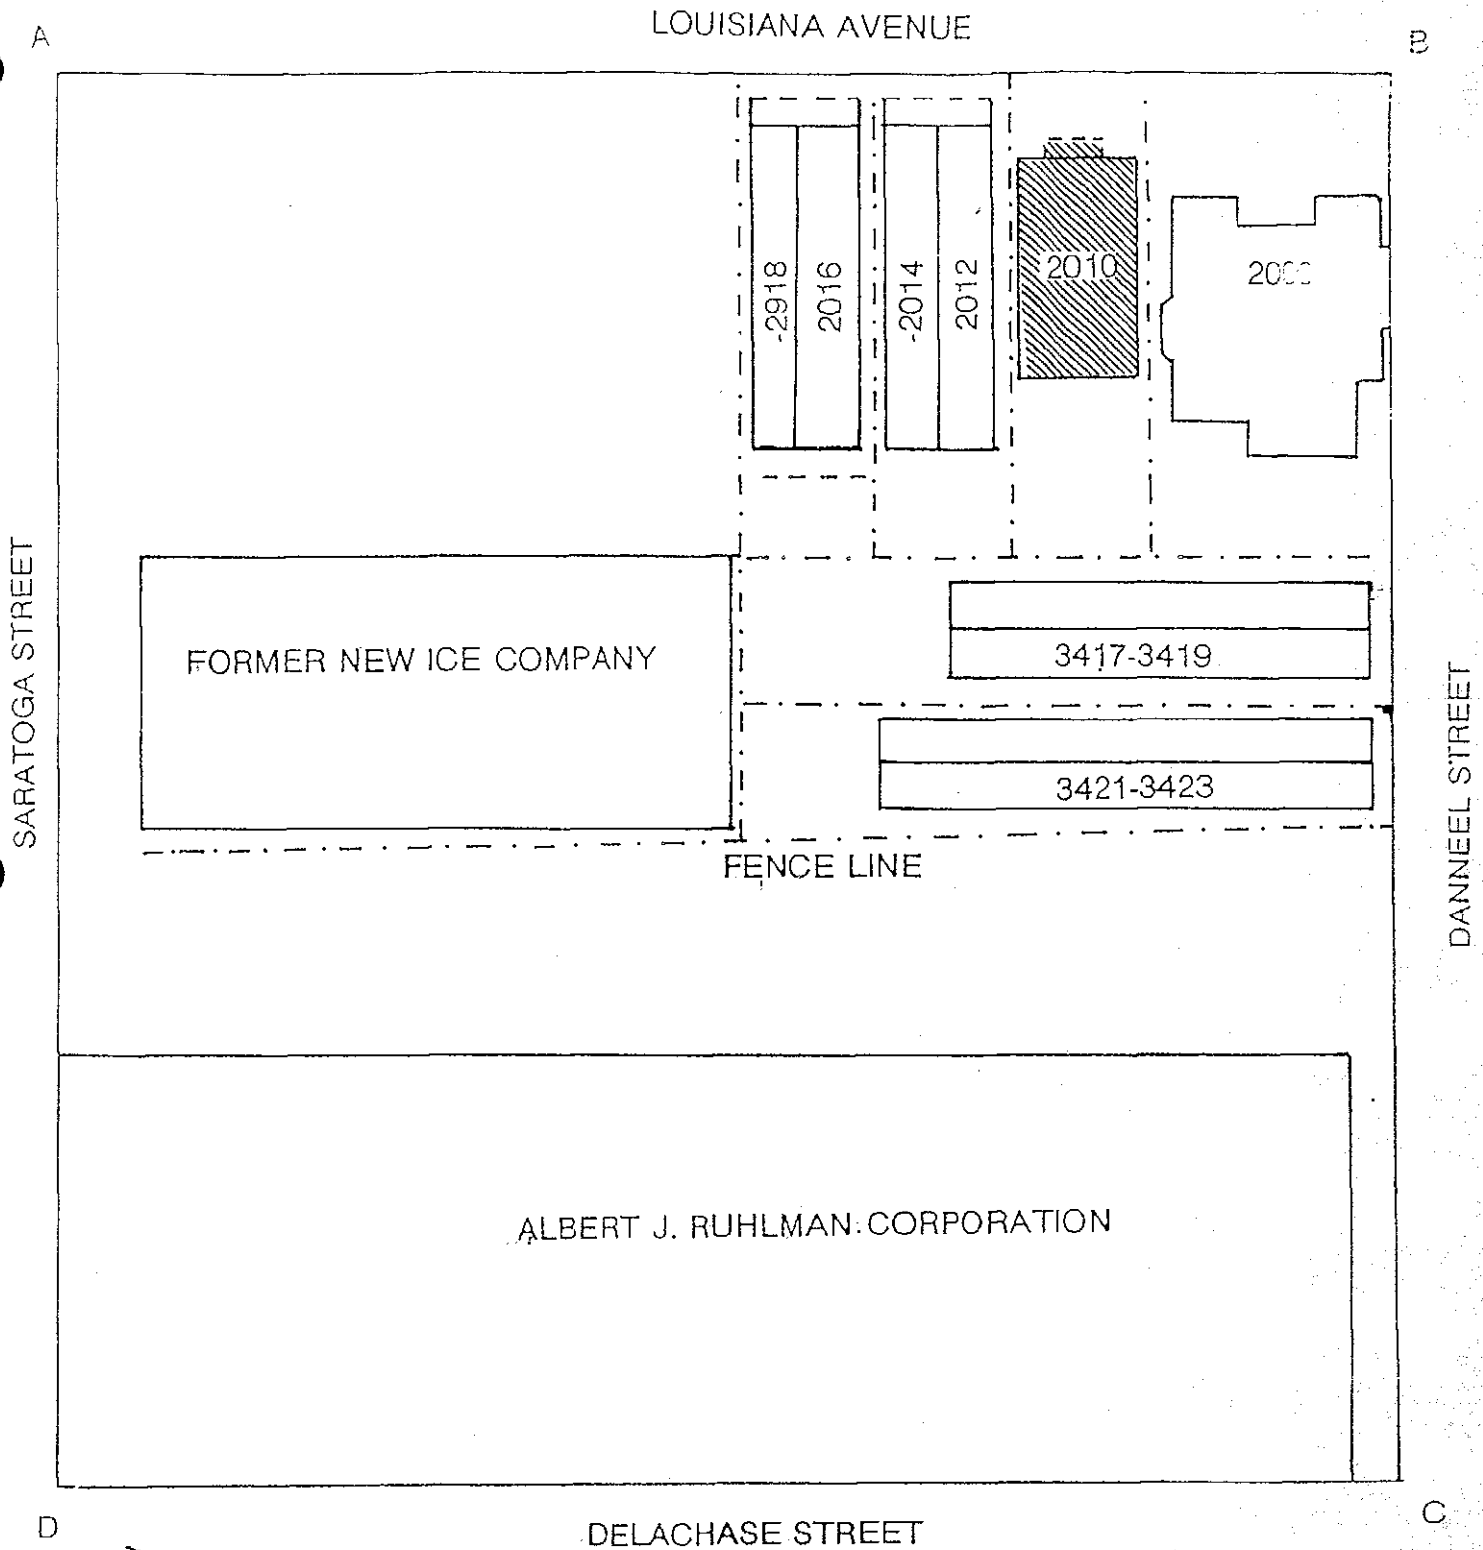 LOUISIANA AVENUE
A
B
-2918
2016
-2014
2012
2010
SARATOGA STREET
FORMER NEW ICE COMPANY
3417-3419
3421-3423
DANNEEL STREET
FENCE LINE
ALBERT J. RUHLMAN CORPORATION
D
C
DELACHASE STREET